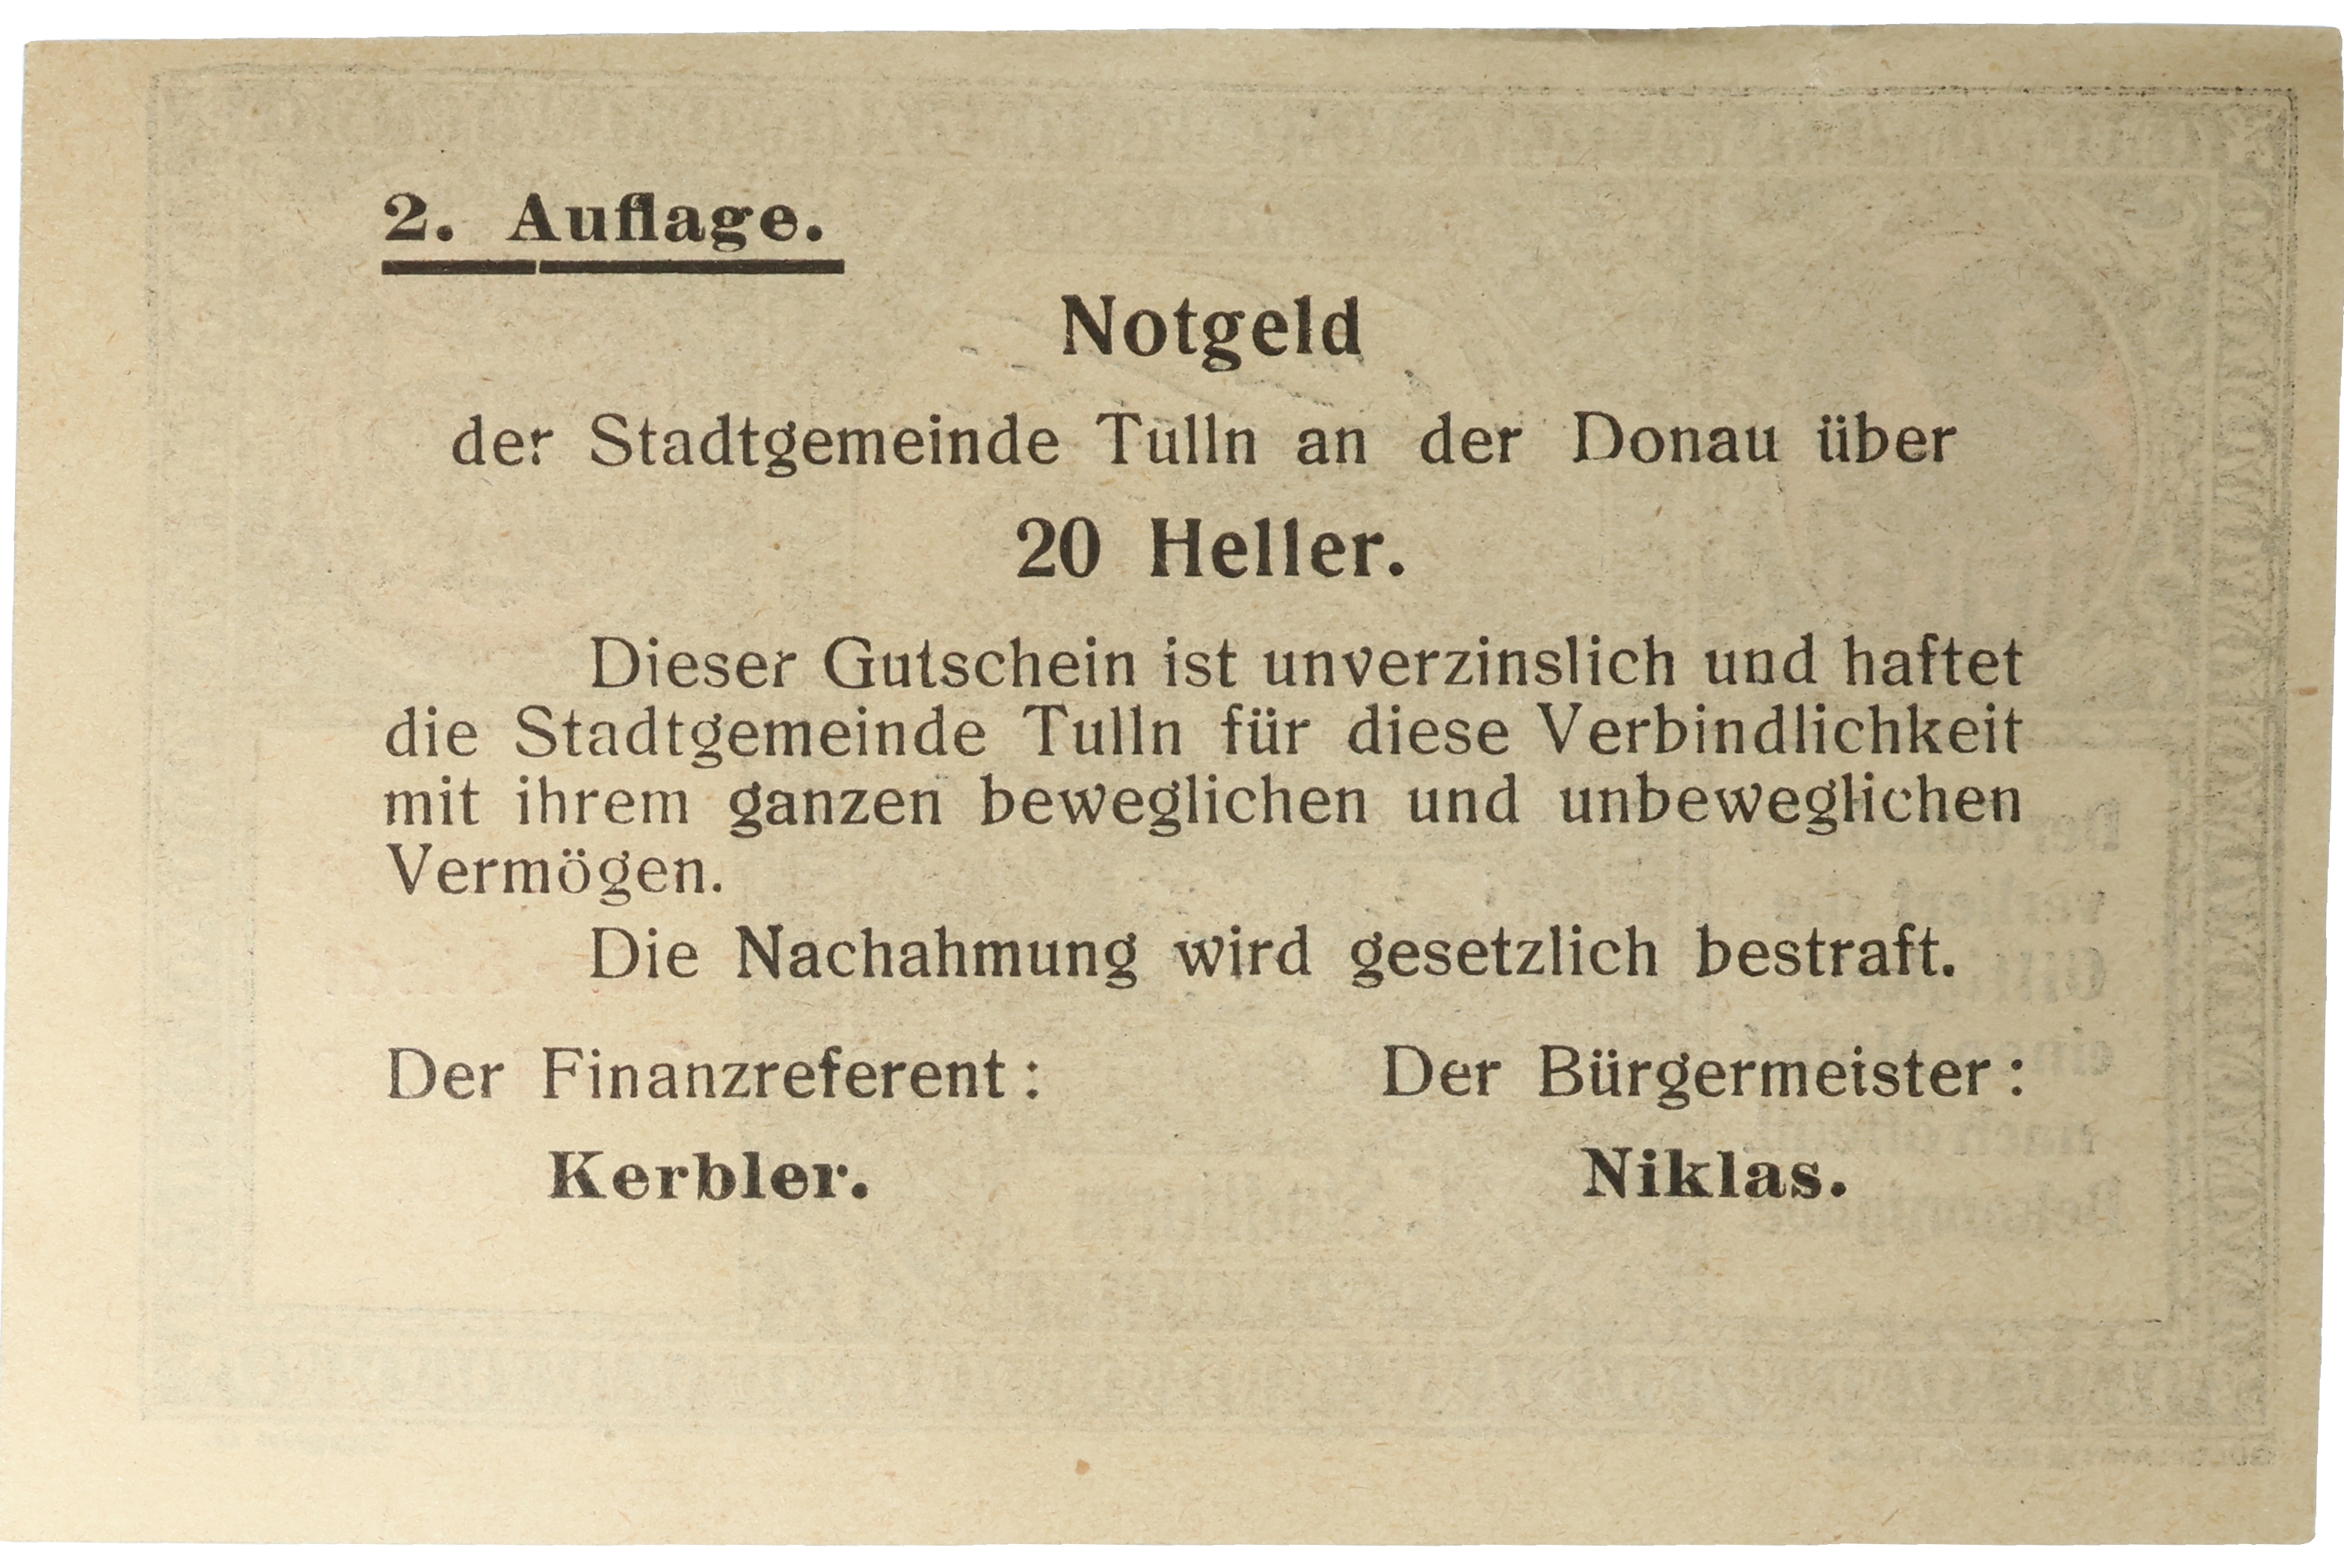 2. Auflage.
Notgeld
der Stadtgemeinde Tulln an der Donau über
20 Heller.
Dieser Gutschein ist unverzinslich und haftet
die Stadtgemeinde Tulln für diese Verbindlichkeit
mit ihrem ganzen beweglichen und unbeweglichen
Vermögen.
Die Nachahmung wird gesetzlich bestraft.
Der Finanzreferent: Der Bürgermeister:
Kerbler. Niklas.